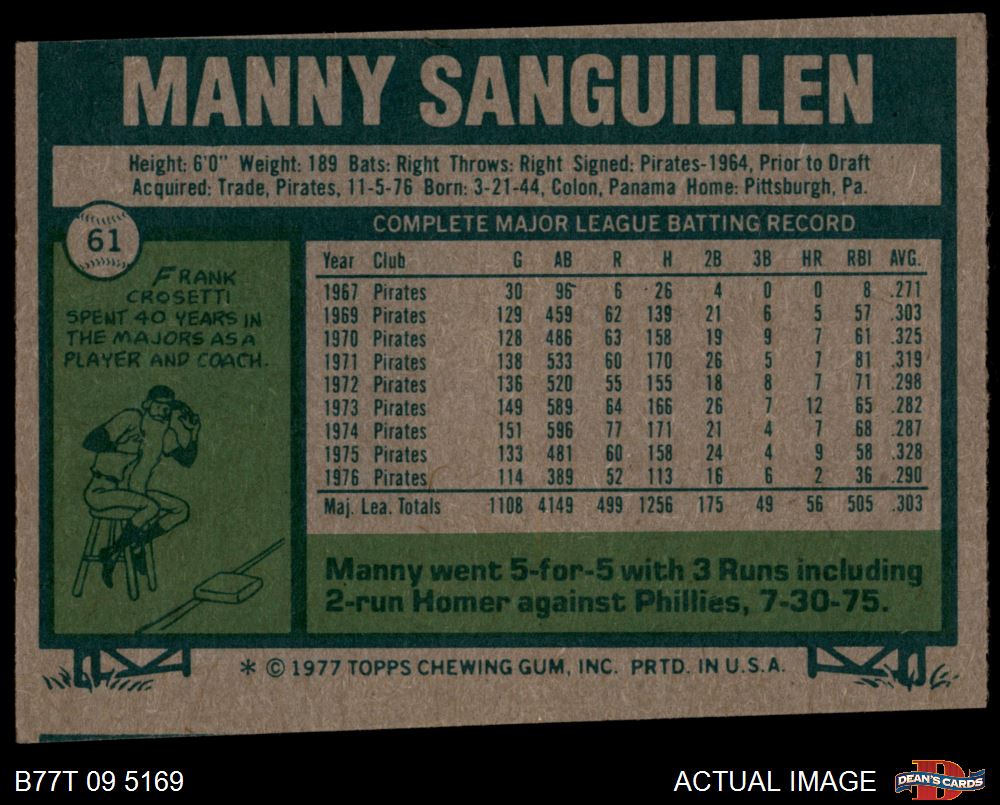 MANNY SANGUILLEN
Height: 6'0" Weight: 189 Bats: Right Throws: Right Signed: Pirates-1964, Prior to Draft
Acquired: Trade, Pirates, 11-5-76 Born: 3-21-44, Colon, Panama Home: Pittsburgh, Pa.
61
FRANK
CROSETTI
SPENT 40 YEARS IN
THE MAJORS AS A
PLAYER AND COACH.
COMPLETE MAJOR LEAGUE BATTING RECORD
Year Club G AB R H 2B 3B HR RBI AVG.
1967 Pirates 30 96 6 26 4 0 0 8 .271
1969 Pirates 129 459 62 139 21 6 5 57 .303
1970 Pirates 128 486 63 158 19 9 7 61 .325
1971 Pirates 138 533 60 170 26 5 7 81 .319
1972 Pirates 136 520 55 155 18 8 7 71 .298
1973 Pirates 149 589 64 166 26 7 12 65 .282
1974 Pirates 151 596 77 171 21 4 7 68 .287
1975 Pirates 133 481 60 158 24 4 9 58 .328
1976 Pirates 114 389 52 113 16 6 2 36 .290
Maj. Lea. Totals 1108 4149 499 1256 175 49 56 505 .303
Manny went 5-for-5 with 3 Runs including
2-run Homer against Phillies, 7-30-75.
* © 1977 TOPPS CHEWING GUM, INC. PRTD. IN U.S.A.
B77T 09 5169
ACTUAL IMAGE
D
DEAN'S CARDS